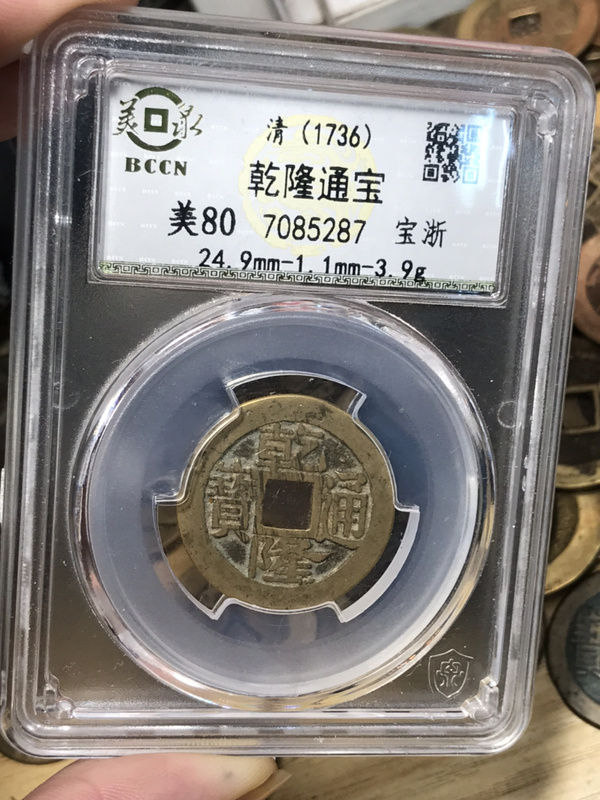 美泉
BCCN
清 (1736)
乾隆通宝
美80 7085287 宝浙
24.9mm-1.1mm-3.9g
乾隆通寶